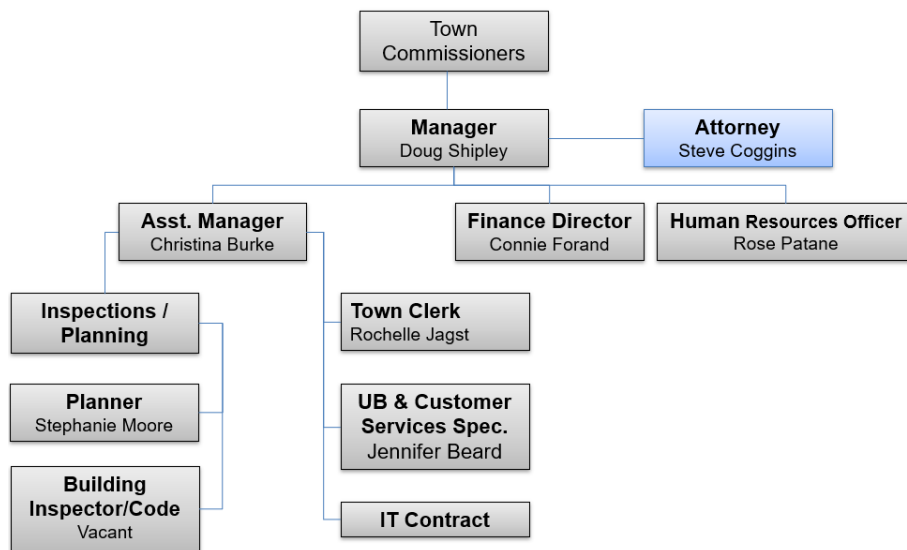 Town
Commissioners
Manager
Doug Shipley
Attorney
Steve Coggins
Asst. Manager
Christina Burke
Finance Director
Connie Forand
Human Resources Officer
Rose Patane
Inspections /
Planning
Town Clerk
Rochelle Jagst
Planner
Stephanie Moore
UB & Customer
Services Spec.
Jennifer Beard
Building
Inspector/Code
Vacant
IT Contract